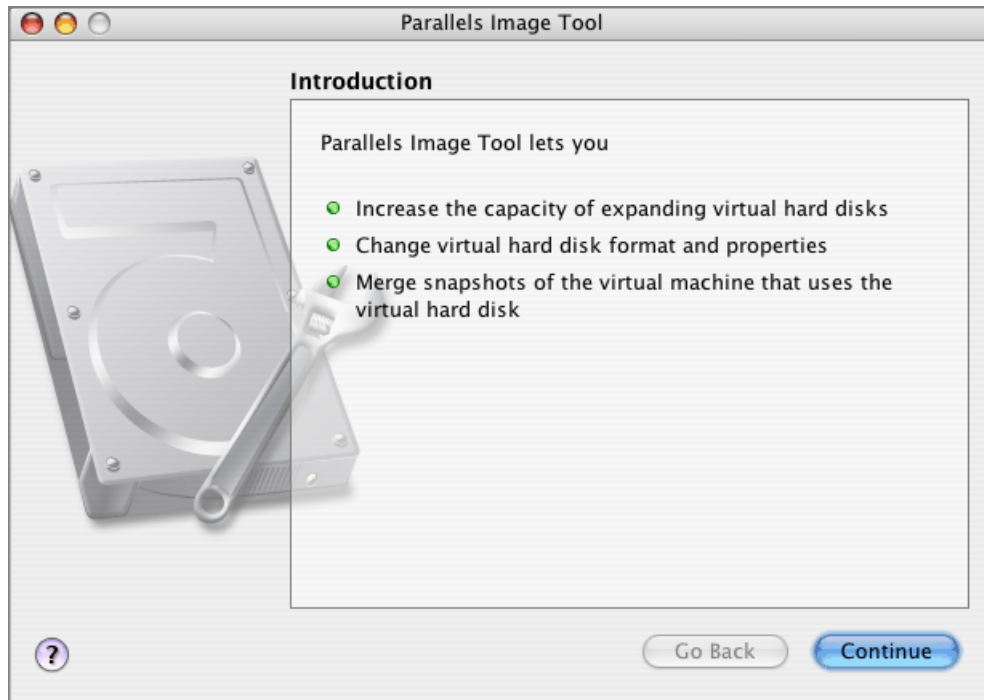 Parallels Image Tool
Introduction
Parallels Image Tool lets you
Increase the capacity of expanding virtual hard disks
Change virtual hard disk format and properties
Merge snapshots of the virtual machine that uses the
virtual hard disk
?
Go Back
Continue